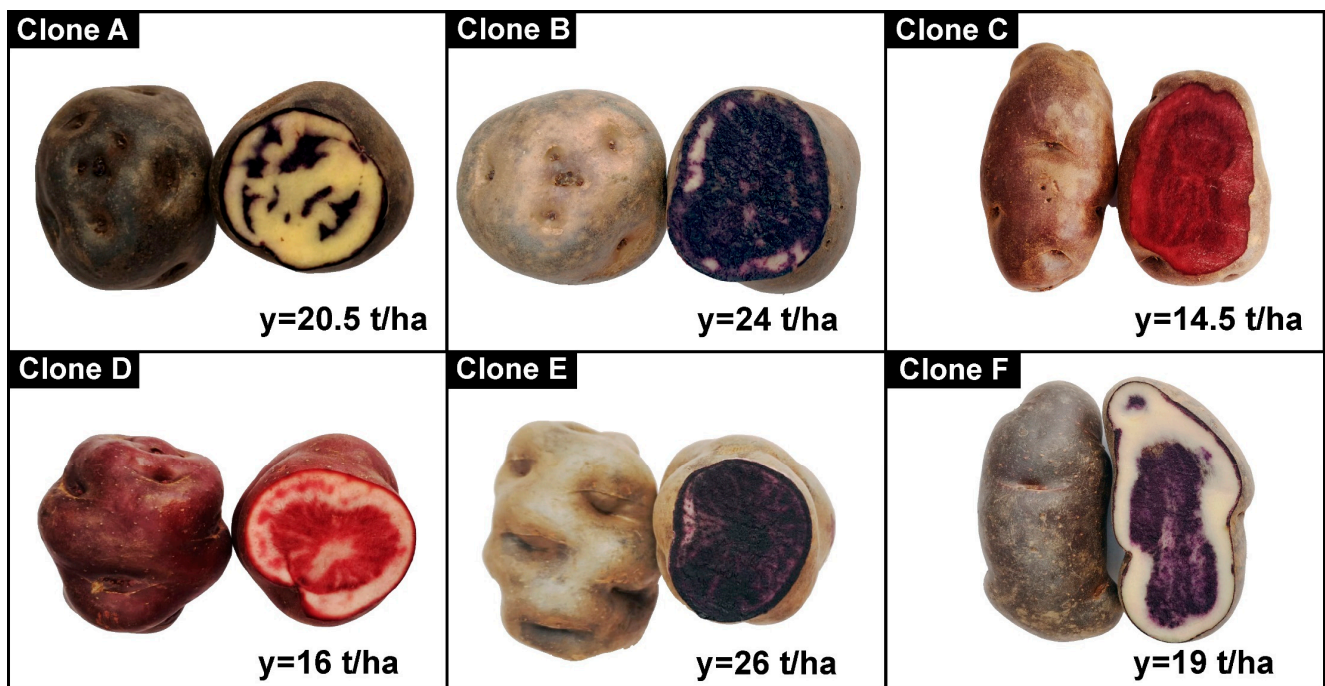 Clone A
y=20.5 t/ha
Clone B
y=24 t/ha
Clone C
y=14.5 t/ha
Clone D
y=16 t/ha
Clone E
y=26 t/ha
Clone F
y=19 t/ha